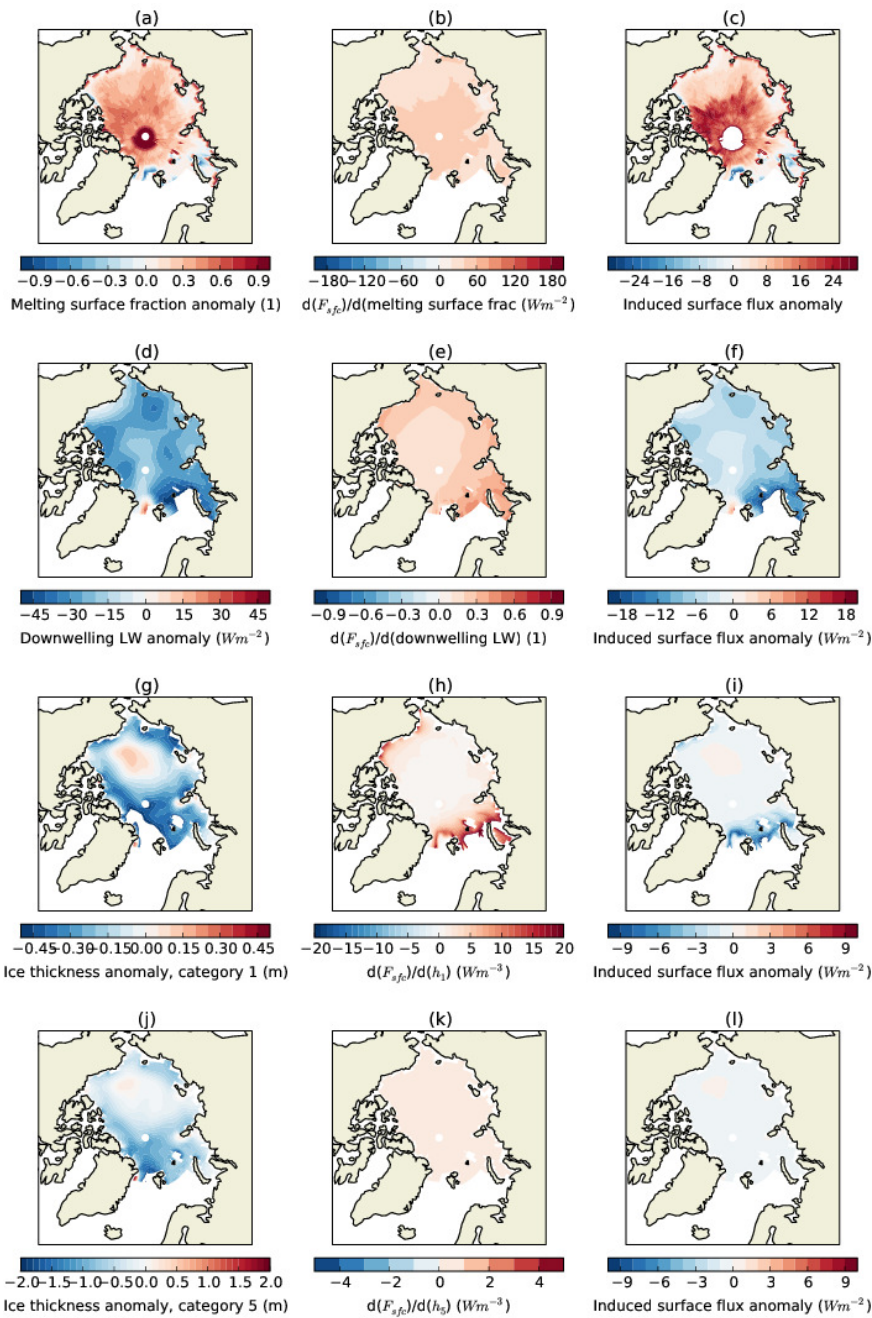 (a) (b) (c)
−0.9−0.6−0.3 0.0 0.3 0.6 0.9 −180−120−60 0 60 120 180 −24 −16 −8 0 8 16 24
Melting surface fraction anomaly (1) d(F_sfc)/d(melting surface frac (Wm⁻²) Induced surface flux anomaly
(d) (e) (f)
−45 −30 −15 0 15 30 45 −0.9−0.6−0.3 0.0 0.3 0.6 0.9 −18 −12 −6 0 6 12 18
Downwelling LW anomaly (Wm⁻²) d(F_sfc)/d(downwelling LW) (1) Induced surface flux anomaly (Wm⁻²)
(g) (h) (i)
−0.45−0.30−0.15 0.00 0.15 0.30 0.45 −20−15−10 −5 0 5 10 15 20 −9 −6 −3 0 3 6 9
Ice thickness anomaly, category 1 (m) d(F_sfc)/d(h₁) (Wm⁻³) Induced surface flux anomaly (Wm⁻²)
(j) (k) (l)
−2.0−1.5−1.0−0.5 0.0 0.5 1.0 1.5 2.0 −4 −2 0 2 4 −9 −6 −3 0 3 6 9
Ice thickness anomaly, category 5 (m) d(F_sfc)/d(h₅) (Wm⁻³) Induced surface flux anomaly (Wm⁻²)